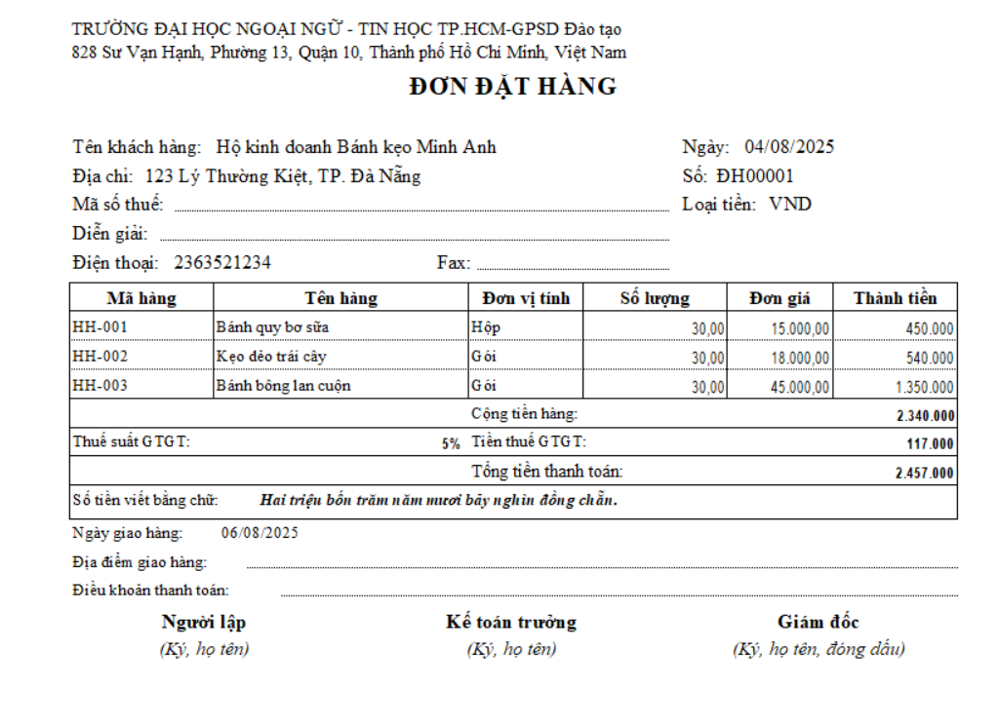 TRƯỜNG ĐẠI HỌC NGOẠI NGỮ - TIN HỌC TP.HCM-GPSD Đào tạo
828 Sư Vạn Hạnh, Phường 13, Quận 10, Thành phố Hồ Chí Minh, Việt Nam
ĐƠN ĐẶT HÀNG
Tên khách hàng: Hộ kinh doanh Bánh kẹo Minh Anh Ngày: 04/08/2025
Địa chỉ: 123 Lý Thường Kiệt, TP. Đà Nẵng Số: ĐH00001
Mã số thuế: Loại tiền: VND
Diễn giải:
Điện thoại: 2363521234 Fax:
Mã hàng Tên hàng Đơn vị tính Số lượng Đơn giá Thành tiền
HH-001 Bánh quy bơ sữa Hộp 30,00 15.000,00 450.000
HH-002 Kẹo dẻo trái cây Gói 30,00 18.000,00 540.000
HH-003 Bánh bông lan cuộn Gói 30,00 45.000,00 1.350.000
Cộng tiền hàng: 2.340.000
Thuế suất GTGT: 5% Tiền thuế GTGT: 117.000
Tổng tiền thanh toán: 2.457.000
Số tiền viết bằng chữ: Hai triệu bốn trăm năm mươi bảy nghìn đồng chẵn.
Ngày giao hàng: 06/08/2025
Địa điểm giao hàng:
Điều khoản thanh toán:
Người lập Kế toán trưởng Giám đốc
(Ký, họ tên) (Ký, họ tên) (Ký, họ tên, đóng dấu)